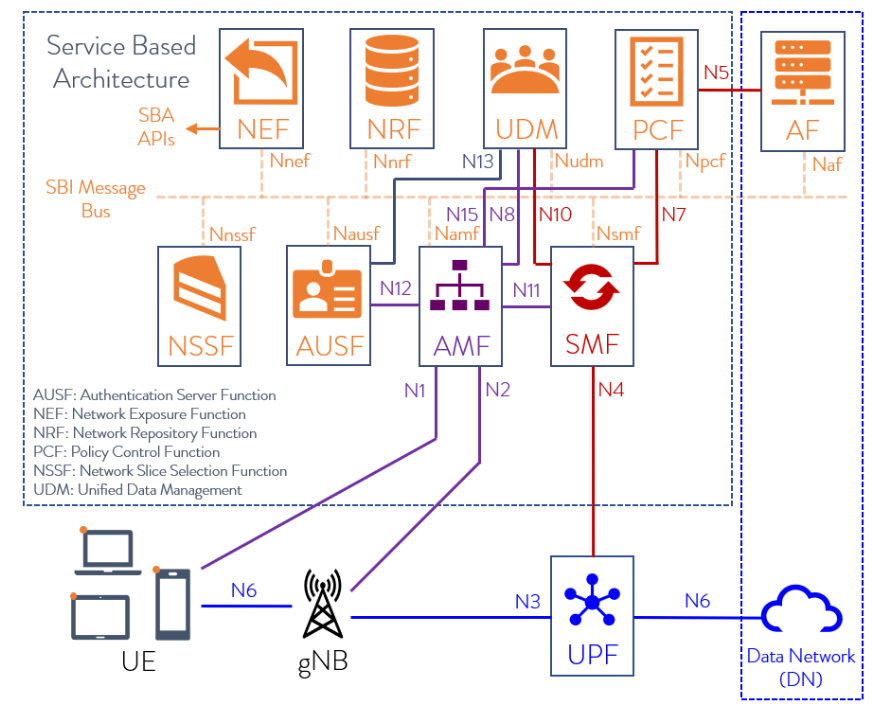 Service Based
Architecture
SBA
APIs
NEF
NRF
UDM
PCF
N5
AF
Nnef
Nnrf
N13
Nudm
Npcf
Naf
SBI Message
Bus
N15
N8
N10
N7
Nnssf
Nausf
Namf
Nsmf
NSSF
AUSF
N12
AMF
N11
SMF
N1
N2
N4
AUSF: Authentication Server Function
NEF: Network Exposure Function
NRF: Network Repository Function
PCF: Policy Control Function
NSSF: Network Slice Selection Function
UDM: Unified Data Management
N6
N3
N6
UE
gNB
UPF
Data Network
(DN)